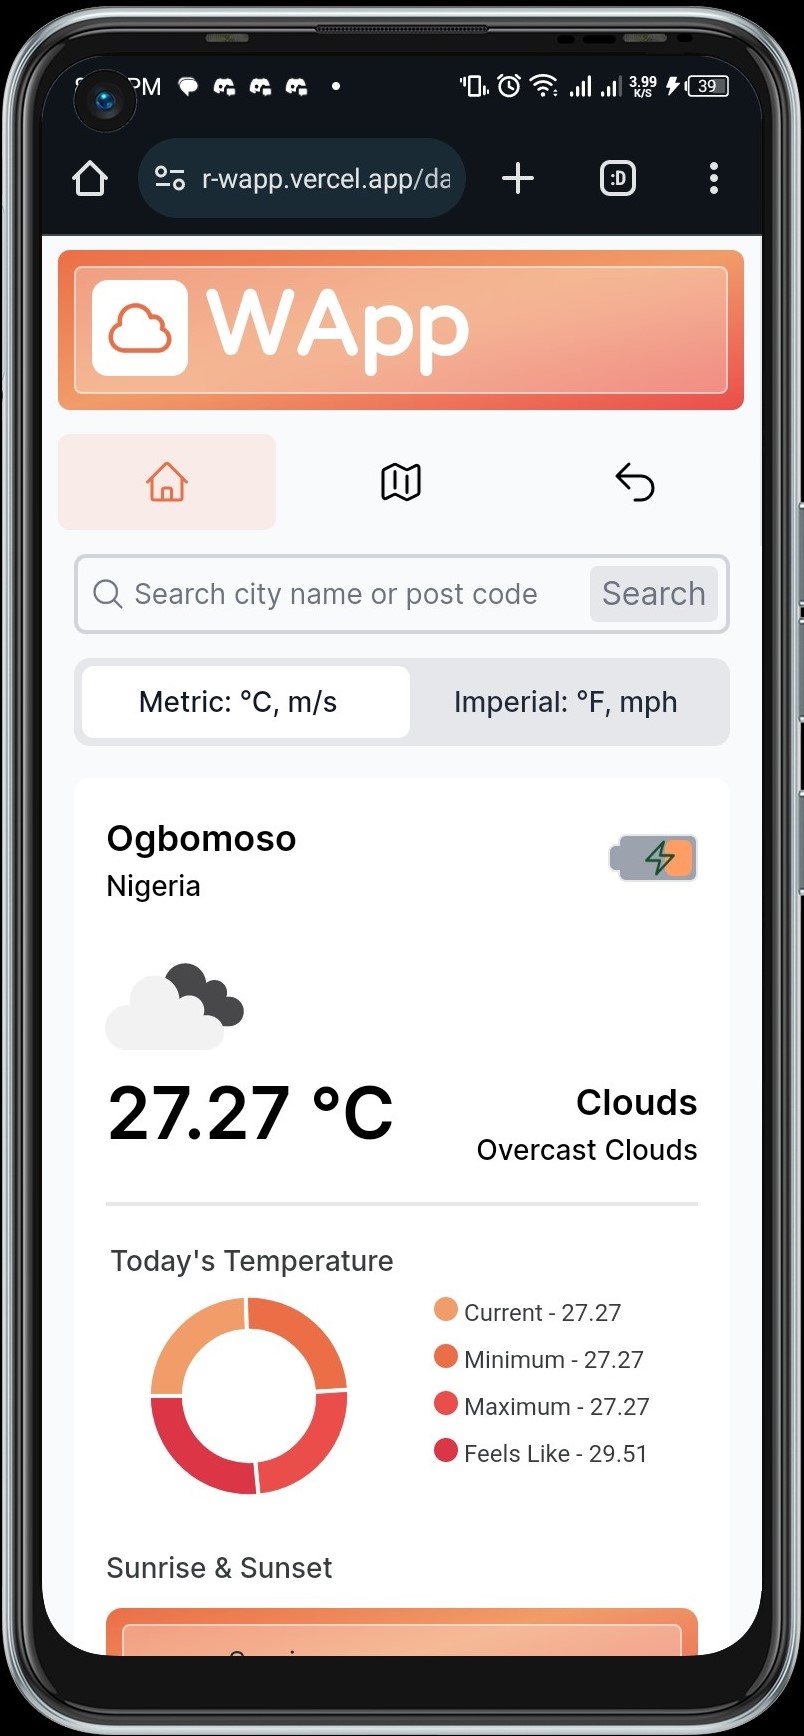 PM
3.99
K/S
39
r-wapp.vercel.app/da
:D
WApp
Search city name or post code
Search
Metric: °C, m/s
Imperial: °F, mph
Ogbomoso
Nigeria
27.27 °C
Clouds
Overcast Clouds
Today's Temperature
Current - 27.27
Minimum - 27.27
Maximum - 27.27
Feels Like - 29.51
Sunrise & Sunset